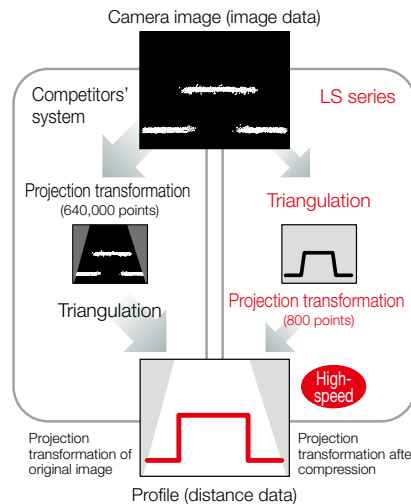 Camera image (image data)
Competitors'
system
LS series
Projection transformation
(640,000 points)
Triangulation
Triangulation
Projection transformation
(800 points)
High-
speed
Projection
transformation of
original image
Projection
transformation after
compression
Profile (distance data)